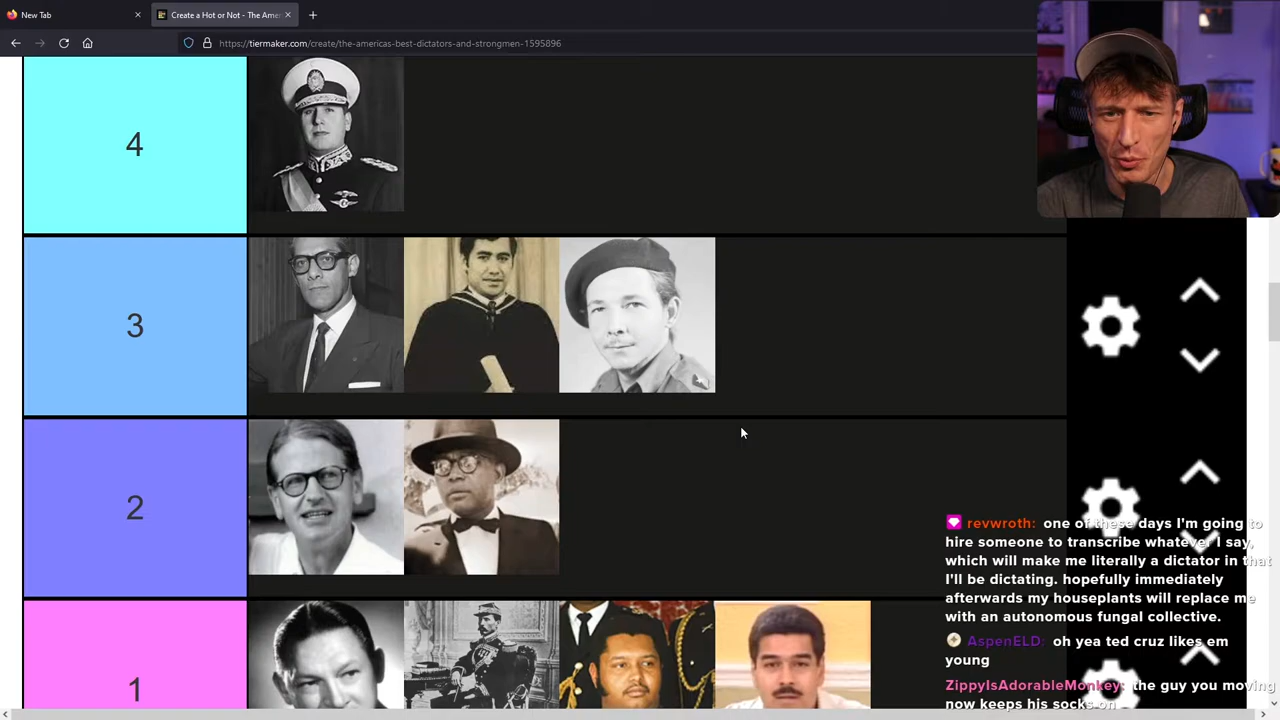 New Tab
Create a Hot or Not - The Ame
https://tiermaker.com/create/the-americas-best-dictators-and-strongmen-1595896
4
3
2
1
revwroth: one of these days I'm going to
hire someone to transcribe whatever I say,
which will make me literally a dictator in that
I'll be dictating. hopefully immediately
afterwards my houseplants will replace me
with an autonomous fungal collective.
AspenELD: oh yea ted cruz likes em
young
ZippyIsAdorableMonkey: the guy you moving
now keeps his socks on